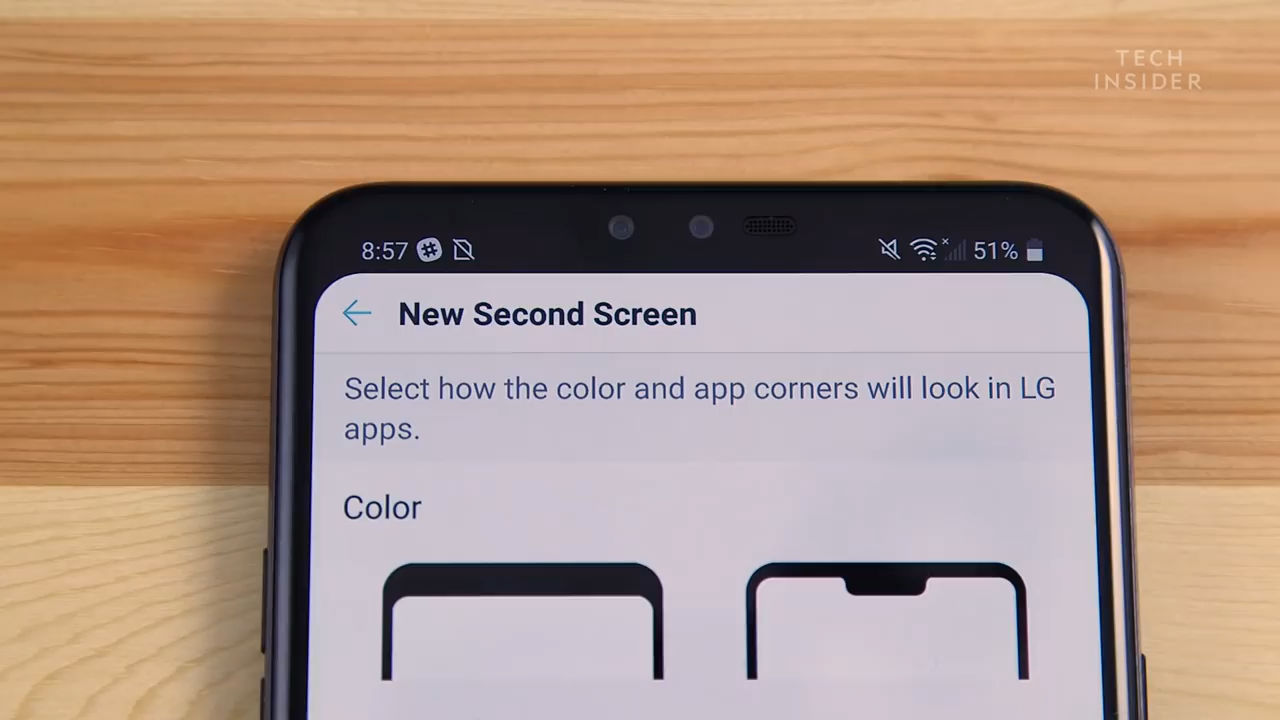 TECH
INSIDER
8:57
51%
New Second Screen
Select how the color and app corners will look in LG
apps.
Color